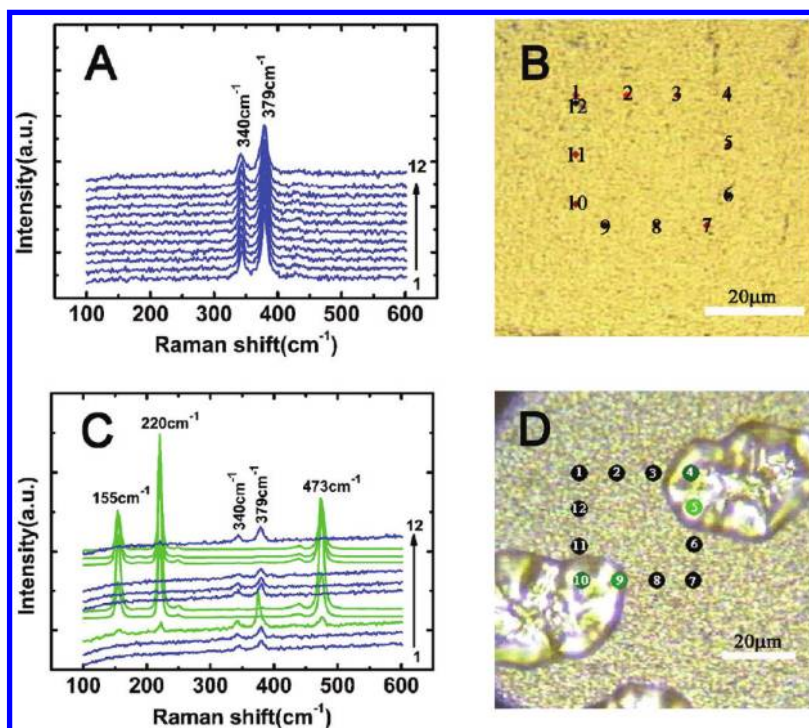 A
340cm-1
379cm-1
12
1
Intensity(a.u.)
100 200 300 400 500 600
Raman shift(cm-1)
B
1 2 3 4
12
5
11
6
10
9 8 7
20μm
C
155cm-1
220cm-1
340cm-1
379cm-1
473cm-1
12
1
Intensity(a.u.)
100 200 300 400 500 600
Raman shift(cm-1)
D
1 2 3 4
12 5
11 6
10 9 8 7
20μm